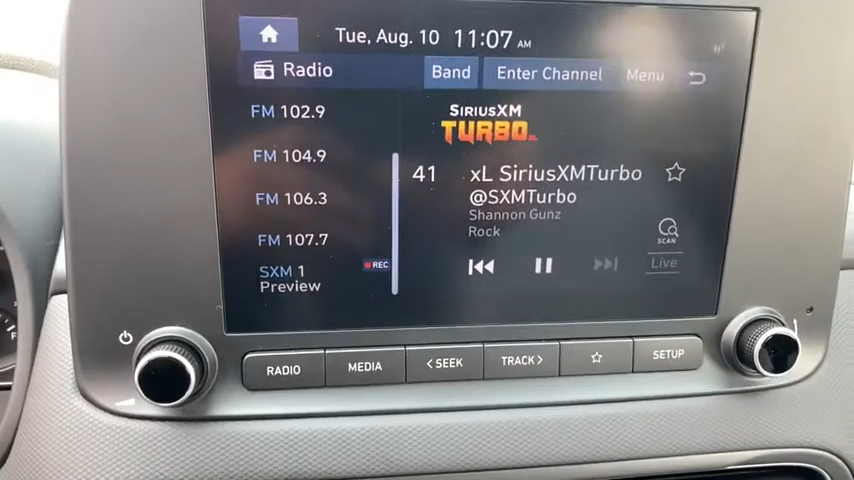 Tue, Aug. 10 11:07 AM
Radio
Band
Enter Channel
Menu
FM 102.9
FM 104.9
FM 106.3
FM 107.7
SXM 1
Preview
REC
SIRIUSXM
TURBO XL
41
xL SiriusXMTurbo
@SXMTurbo
Shannon Gunz
Rock
SCAN
Live
RADIO
MEDIA
< SEEK
TRACK >
SETUP